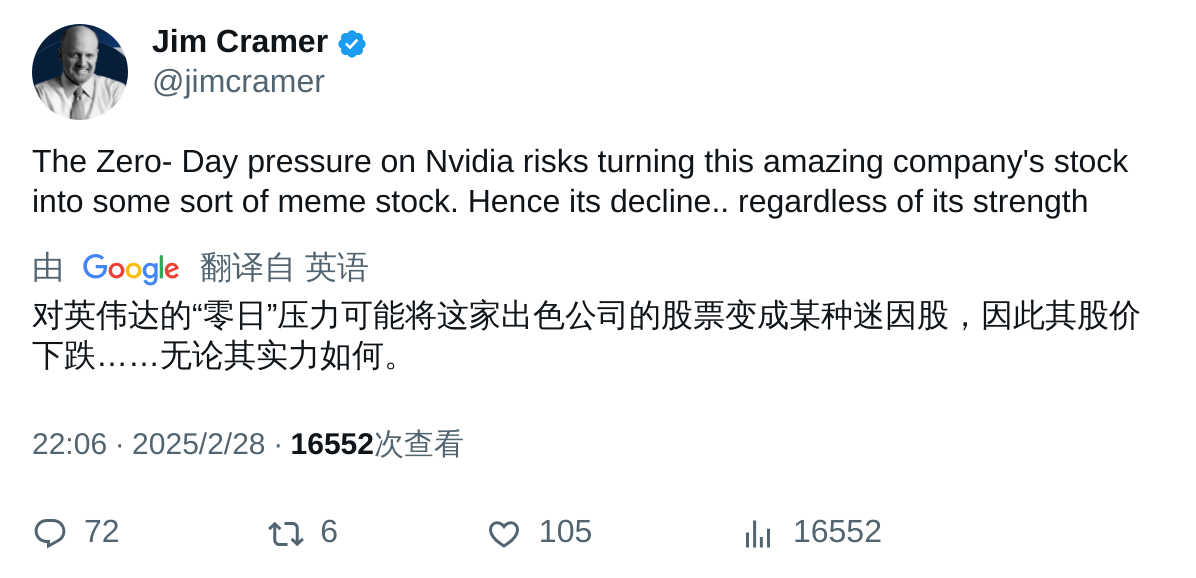 Jim Cramer
@jimcramer
The Zero- Day pressure on Nvidia risks turning this amazing company's stock
into some sort of meme stock. Hence its decline.. regardless of its strength
由 Google 翻译自 英语
对英伟达的“零日”压力可能将这家出色公司的股票变成某种迷因股，因此其股价
下跌……无论其实力如何。
22:06 · 2025/2/28 · 16552次查看
72 6 105 16552